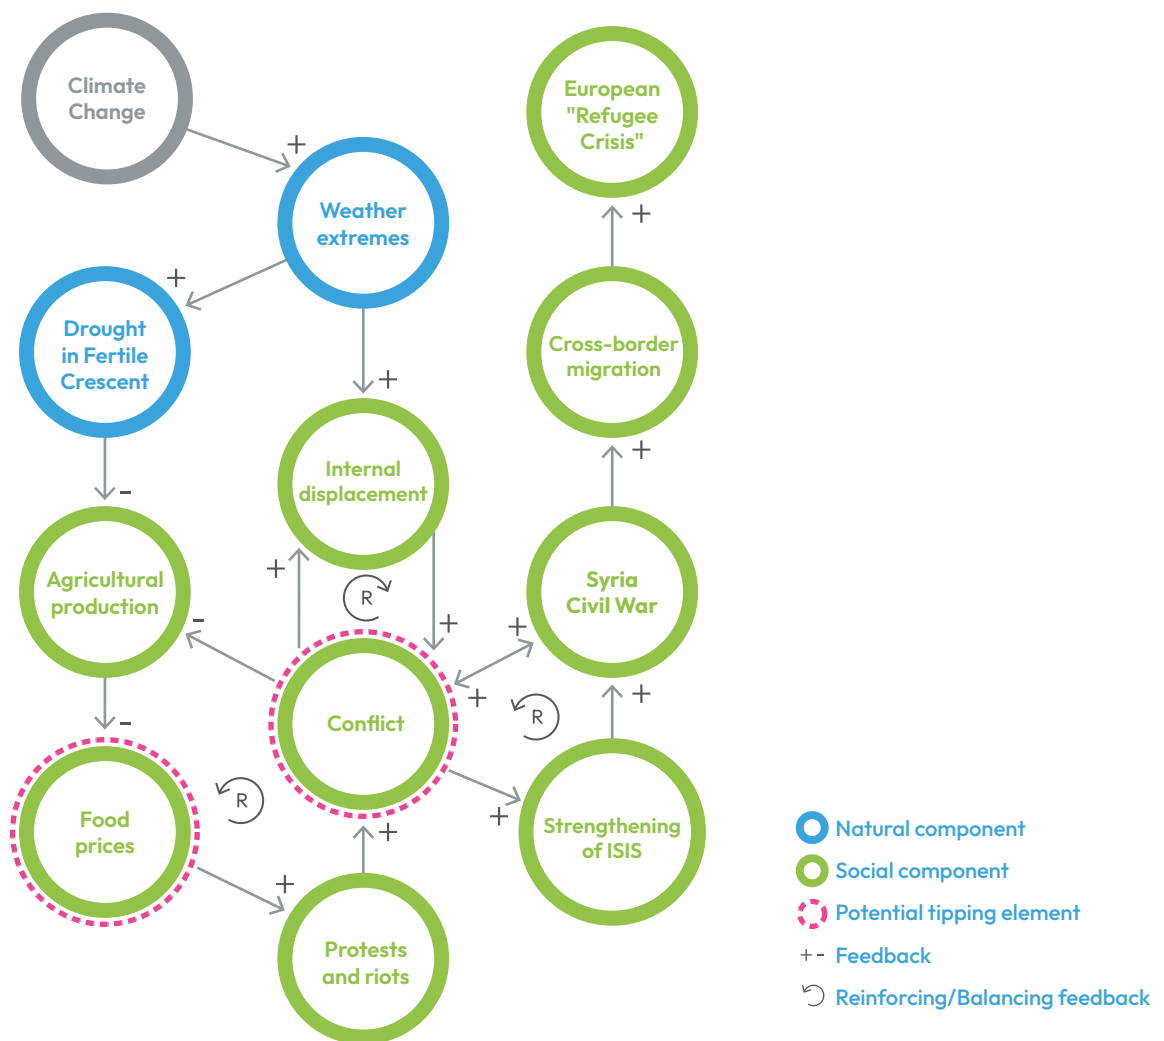 Climate
Change
+
Weather
extremes
+
Drought
in Fertile
Crescent
+
Internal
displacement
-
Agricultural
production
-
+
R
+
-
Food
prices
R
+
Protests
and riots
+
Conflict
+
+
R
+
Strengthening
of ISIS
+
Syria
Civil War
+
Cross-border
migration
+
European
"Refugee
Crisis"
Natural component
Social component
Potential tipping element
+ - Feedback
Reinforcing/Balancing feedback